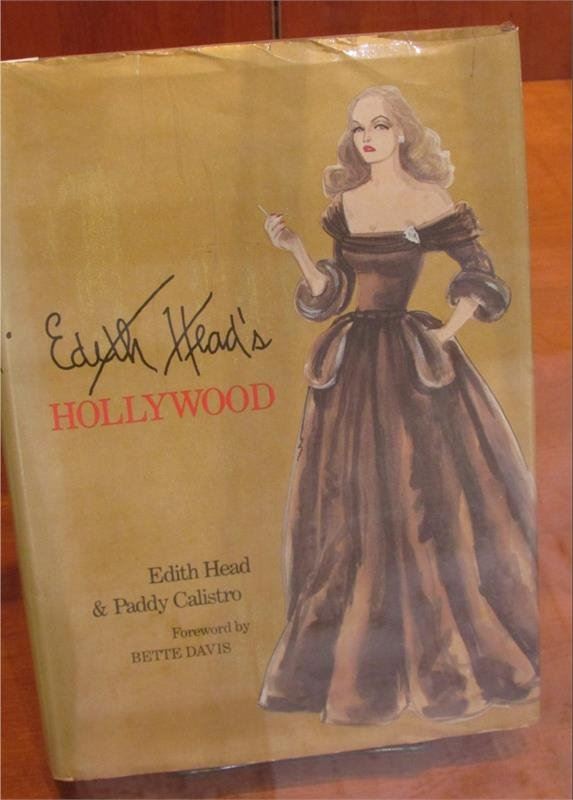 Edith Head's
HOLLYWOOD
Edith Head
& Paddy Calistro
Foreword by
BETTE DAVIS